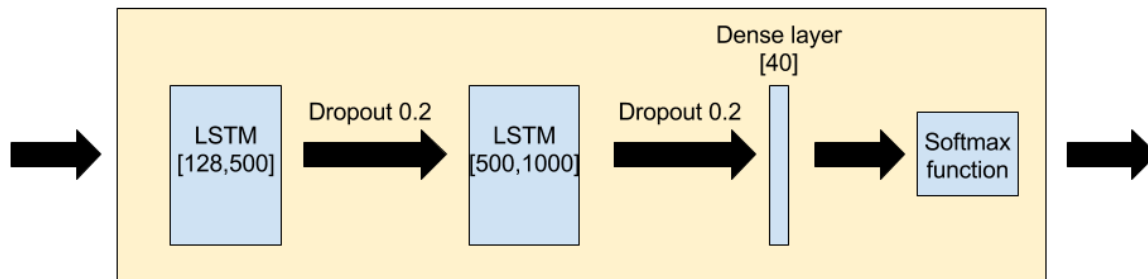 LSTM
[128,500]
Dropout 0.2
LSTM
[500,1000]
Dropout 0.2
Dense layer
[40]
Softmax
function